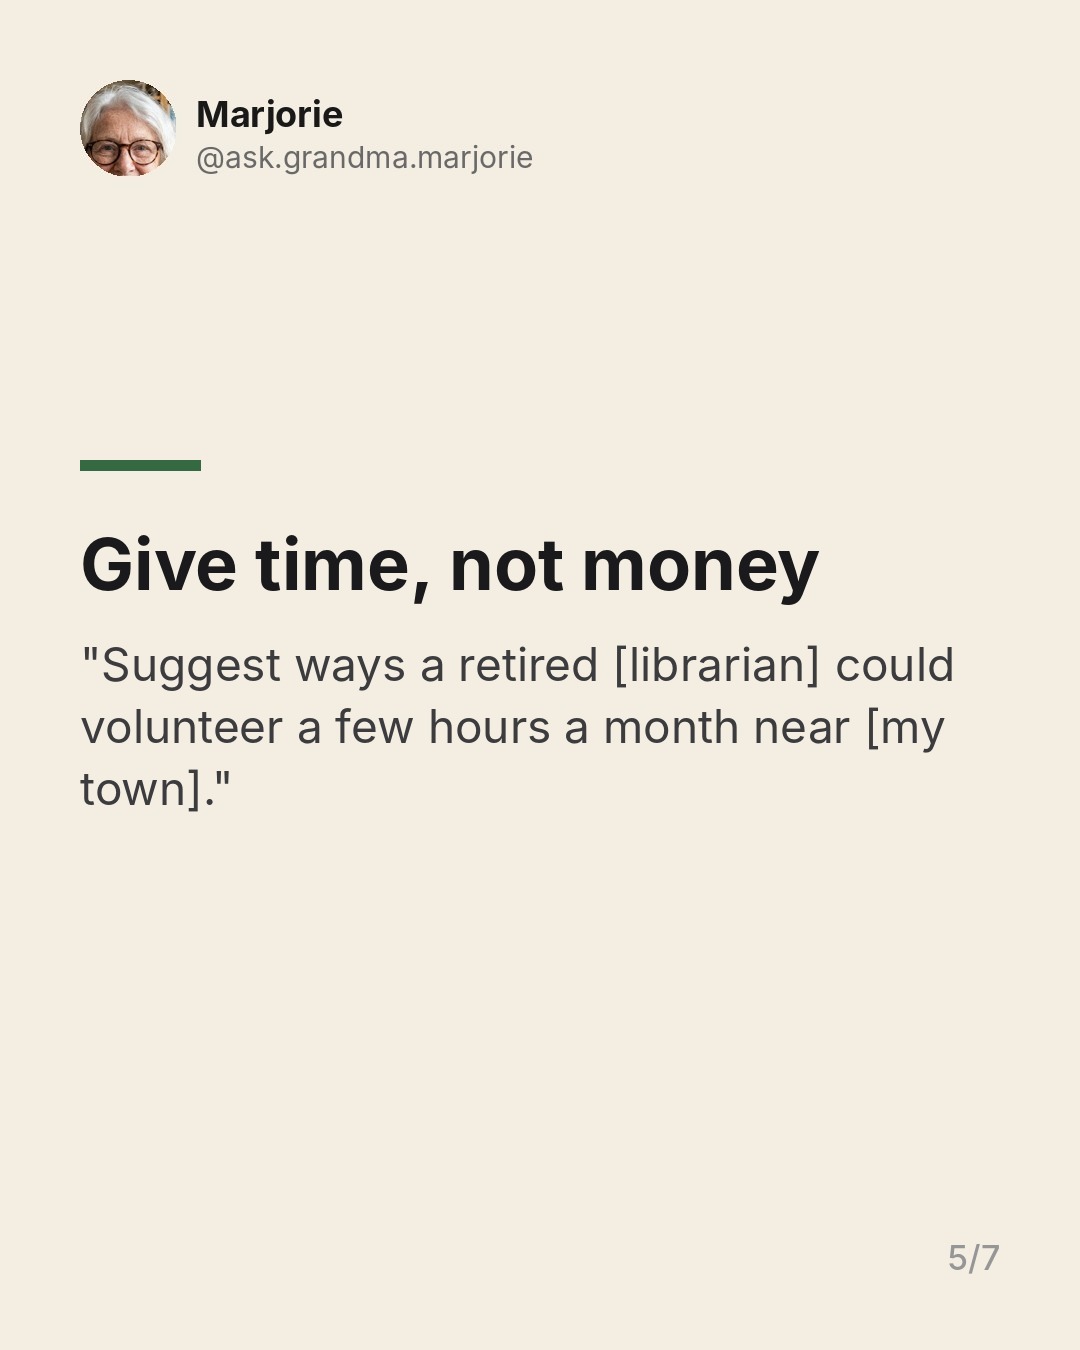 Marjorie
@ask.grandma.marjorie
Give time, not money
"Suggest ways a retired [librarian] could
volunteer a few hours a month near [my
town]."
5/7